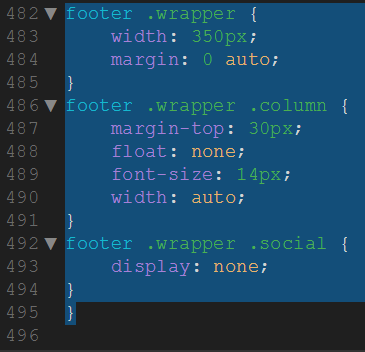 482 ▼ footer .wrapper {
483 width: 350px;
484 margin: 0 auto;
485 }
486 ▼ footer .wrapper .column {
487 margin-top: 30px;
488 float: none;
489 font-size: 14px;
490 width: auto;
491 }
492 ▼ footer .wrapper .social {
493 display: none;
494 }
495 }
496